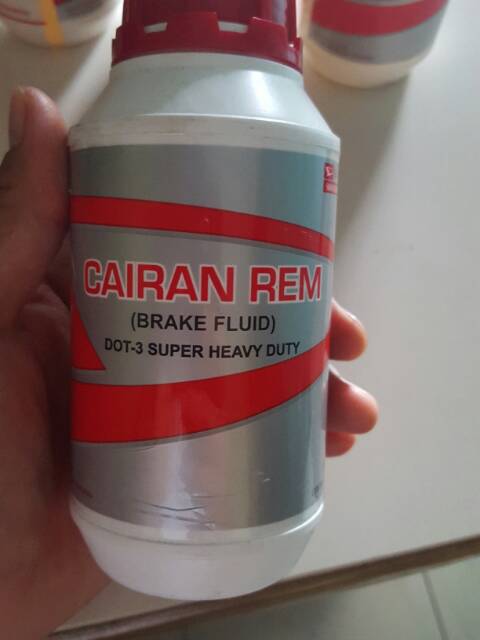 CAIRAN REM
(BRAKE FLUID)
DOT-3 SUPER HEAVY DUTY